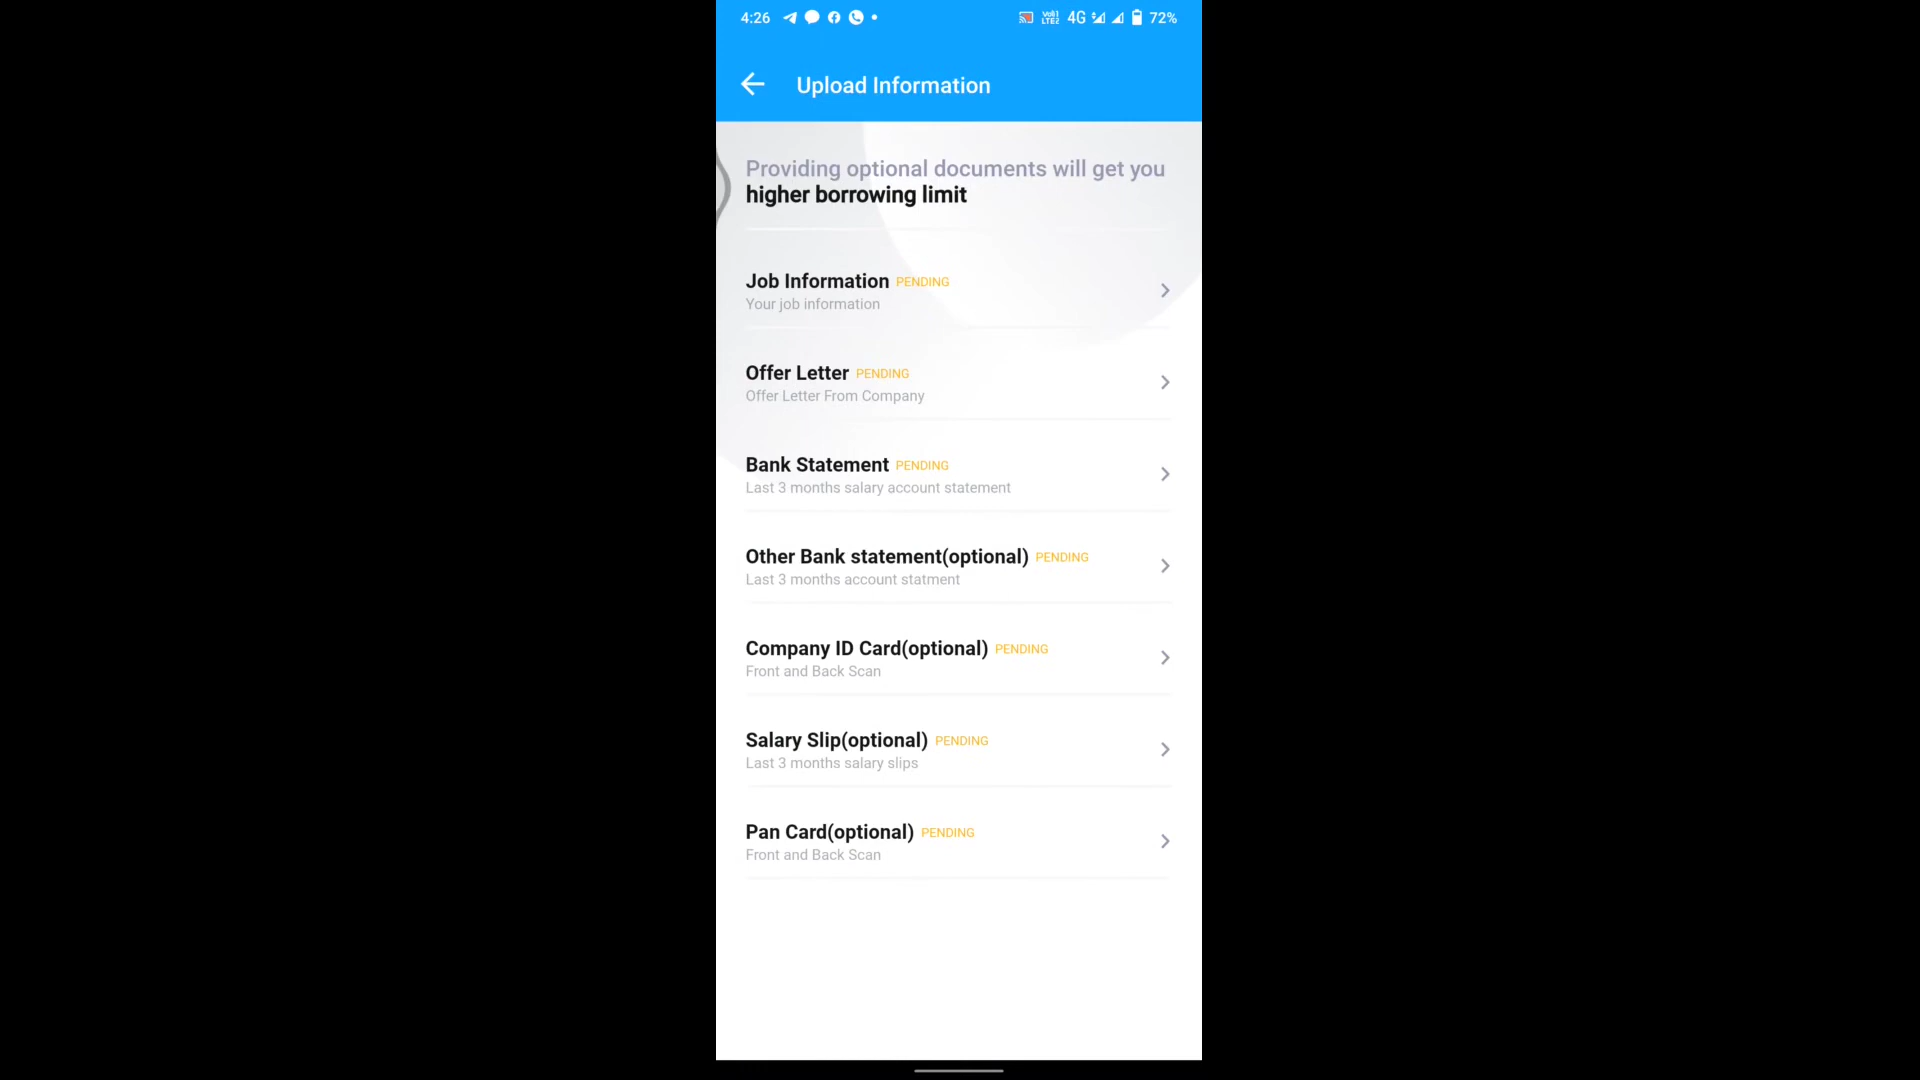 4:26
4G 72%
Upload Information
Providing optional documents will get you
higher borrowing limit
Job Information PENDING
Your job information
Offer Letter PENDING
Offer Letter From Company
Bank Statement PENDING
Last 3 months salary account statement
Other Bank statement(optional) PENDING
Last 3 months account statment
Company ID Card(optional) PENDING
Front and Back Scan
Salary Slip(optional) PENDING
Last 3 months salary slips
Pan Card(optional) PENDING
Front and Back Scan